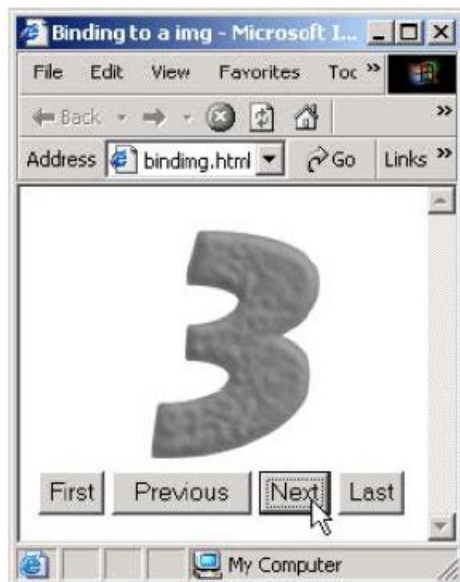 Binding to a img - Microsoft I...
File Edit View Favorites Toc »
Back »
Address bindimg.html Go Links »
3
First Previous Next Last
My Computer